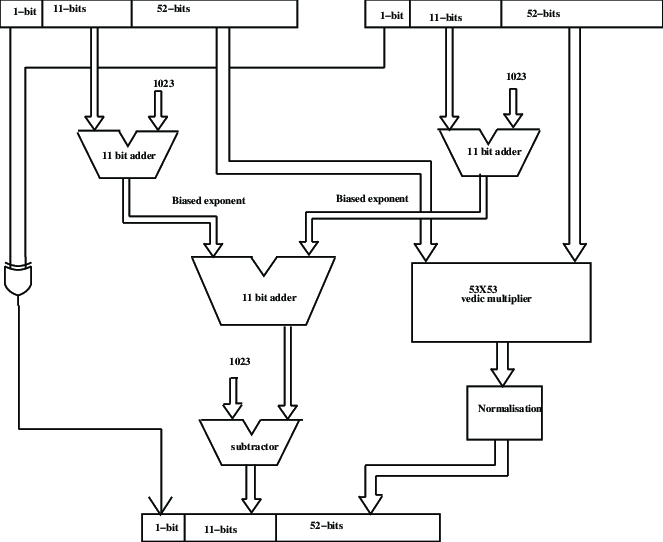 1-bit 11-bits 52-bits
1-bit 11-bits 52-bits
1023
1023
11 bit adder
11 bit adder
Biased exponent
Biased exponent
11 bit adder
53X53
vedic multiplier
1023
Normalisation
subtractor
1-bit 11-bits 52-bits